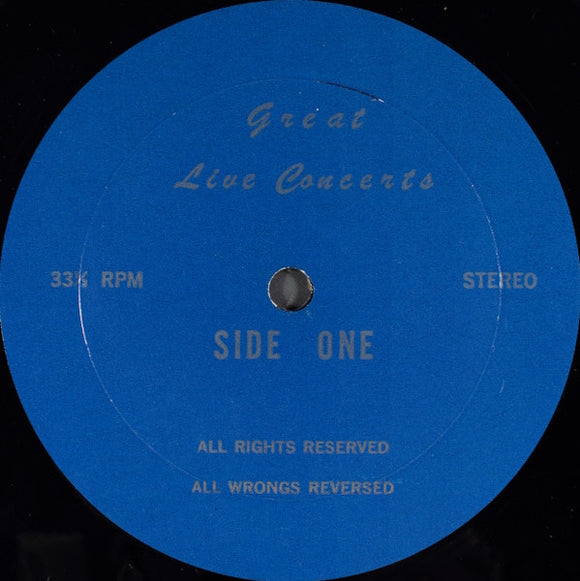 Great
Live Concerts
33⅓ RPM
STEREO
SIDE ONE
ALL RIGHTS RESERVED
ALL WRONGS REVERSED